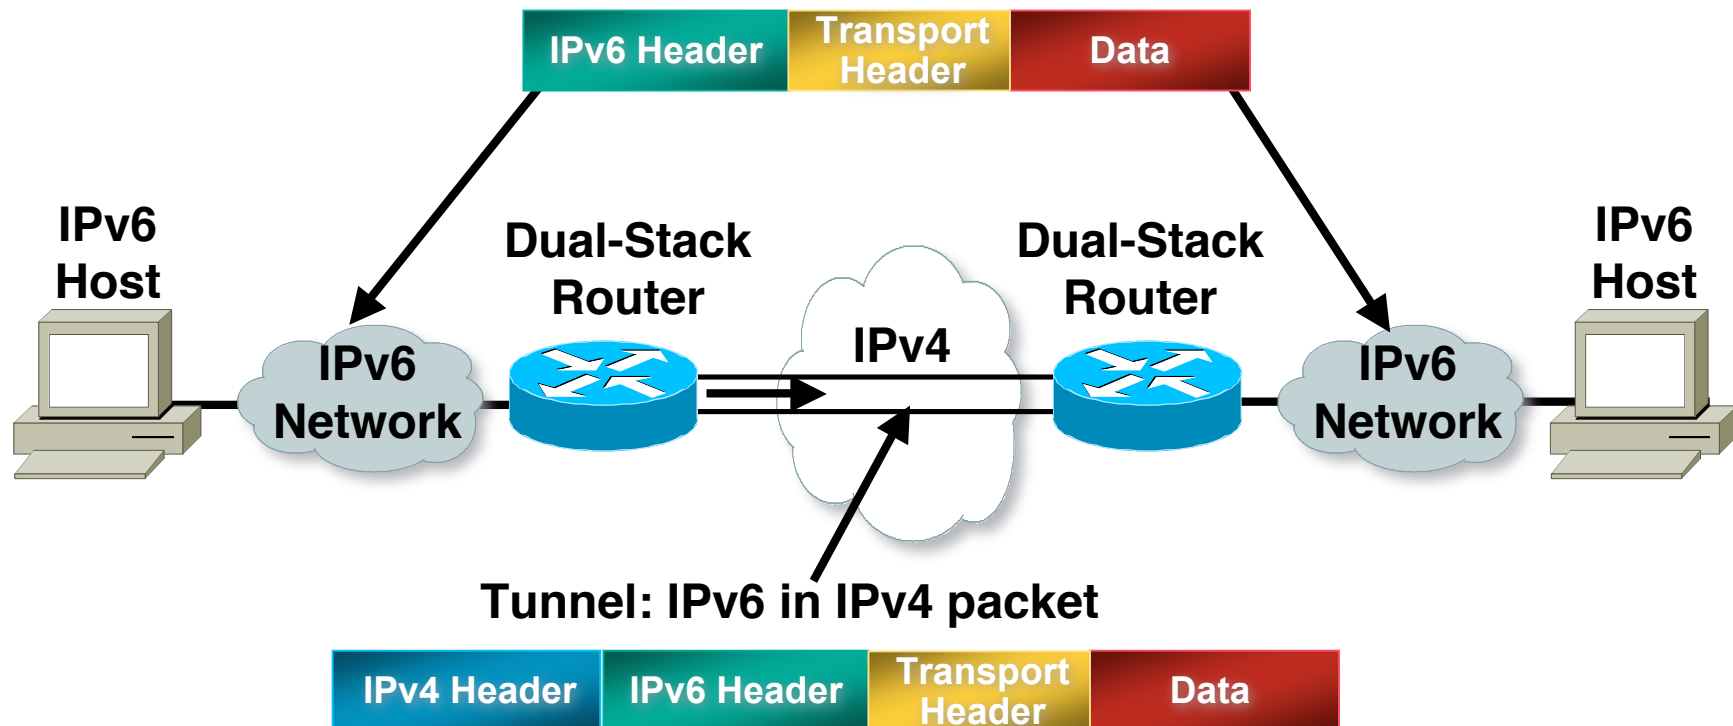 IPv6 Header
Transport
Header
Data
IPv6
Host
Dual-Stack
Router
IPv4
Dual-Stack
Router
IPv6
Host
IPv6
Network
IPv6
Network
Tunnel: IPv6 in IPv4 packet
IPv4 Header
IPv6 Header
Transport
Header
Data